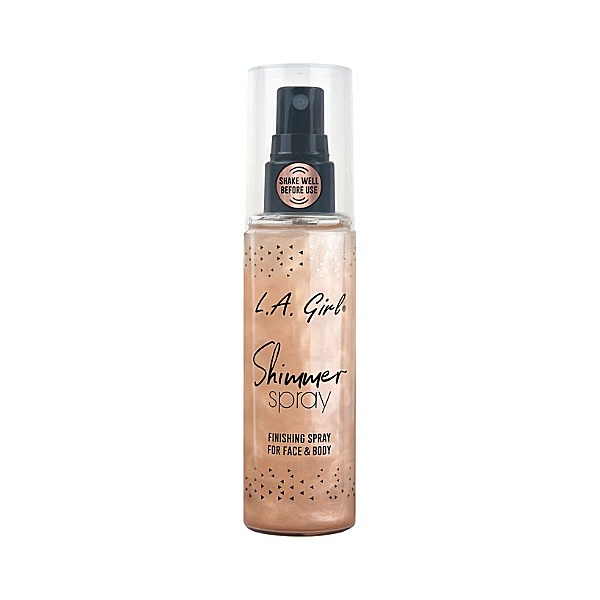 SHAKE WELL
BEFORE USE
L.A. Girl®
Shimmer
spray
FINISHING SPRAY
FOR FACE & BODY